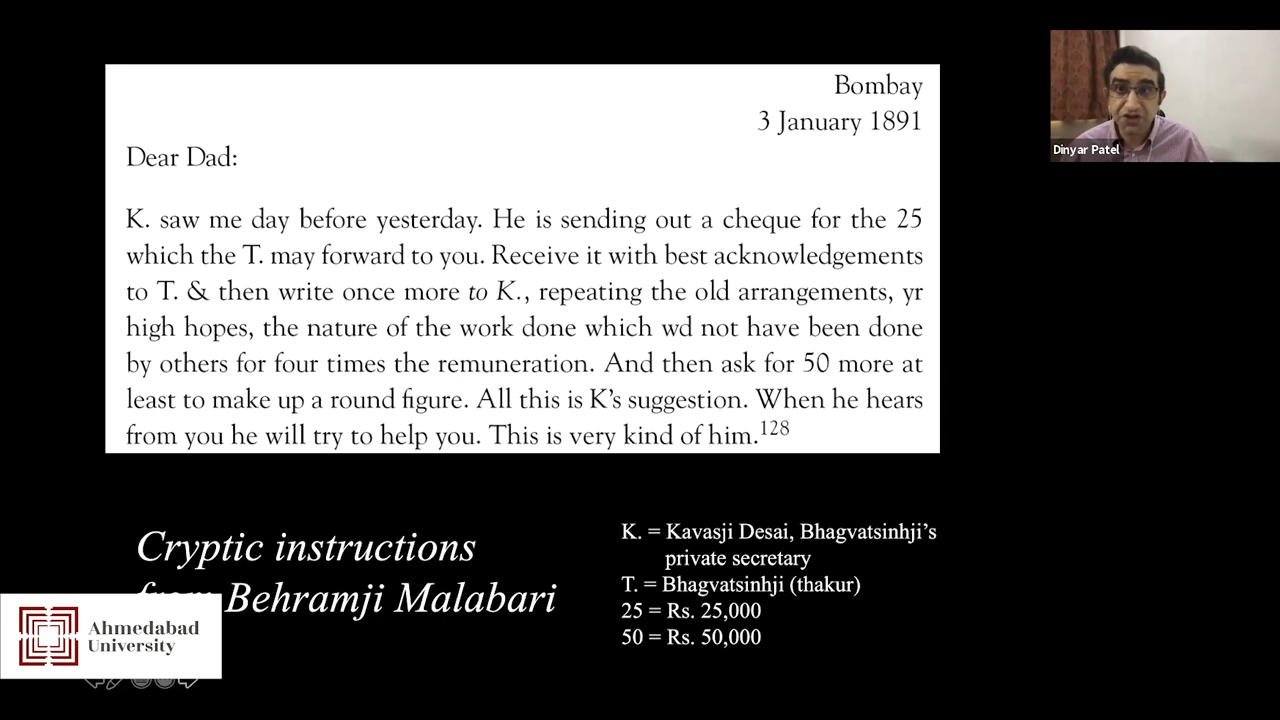 Bombay
3 January 1891
Dear Dad:
K. saw me day before yesterday. He is sending out a cheque for the 25
which the T. may forward to you. Receive it with best acknowledgements
to T. & then write once more to K., repeating the old arrangements, yr
high hopes, the nature of the work done which wd not have been done
by others for four times the remuneration. And then ask for 50 more at
least to make up a round figure. All this is K's suggestion. When he hears
from you he will try to help you. This is very kind of him.128
Dinyar Patel
Cryptic instructions
from Behramji Malabari
K. = Kavasji Desai, Bhagvatsinhji's
private secretary
T. = Bhagvatsinhji (thakur)
25 = Rs. 25,000
50 = Rs. 50,000
Ahmedabad
University